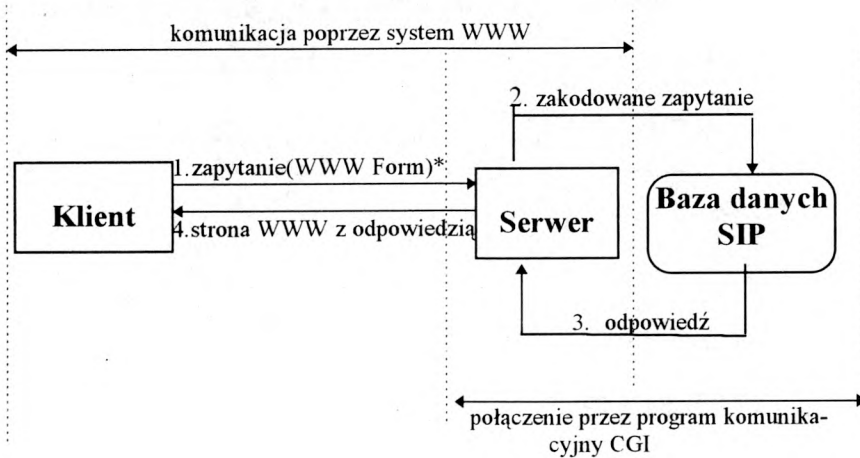 komunikacja poprzez system WWW
2. zakodowane zapytanie
1.zapytanie(WWW Form)*
Klient
4.strona WWW z odpowiedzią
Serwer
Baza danych
SIP
3. odpowiedź
połączenie przez program komunika-
cyjny CGI